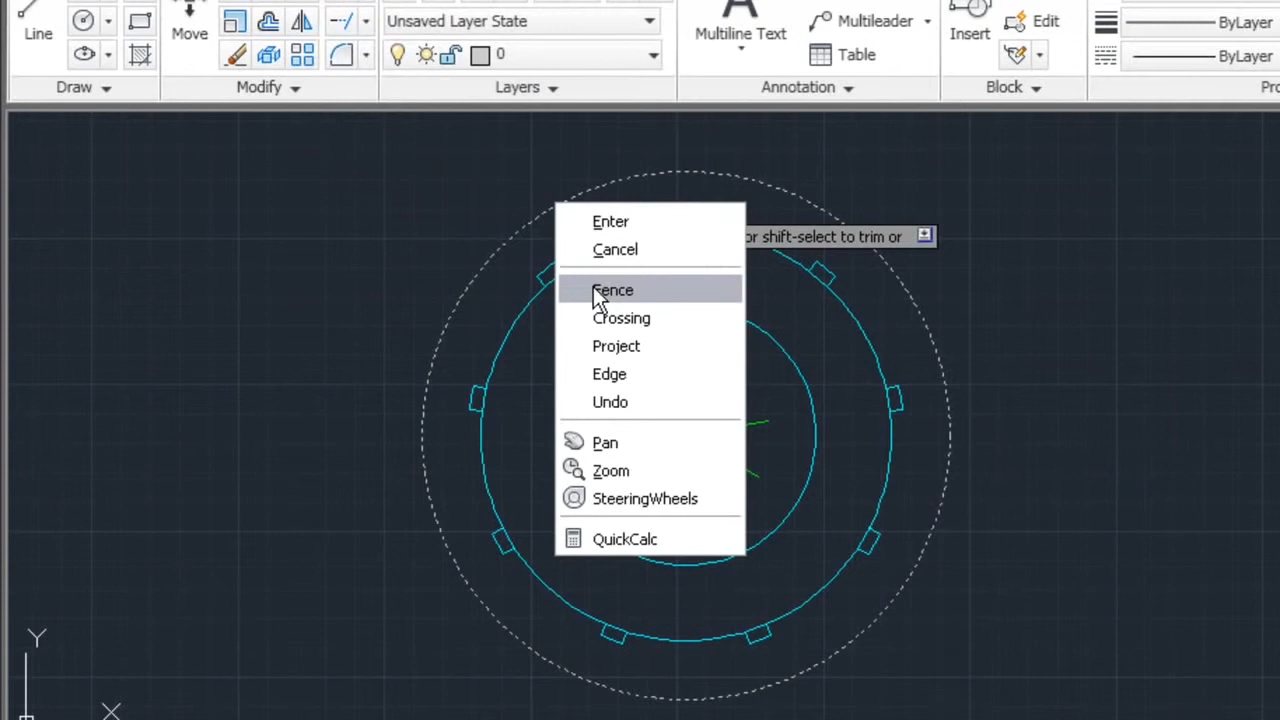 Line
Move
Unsaved Layer State
0
Multiline Text
Multileader
Table
Insert
Edit
ByLayer
ByLayer
Draw
Modify
Layers
Annotation
Block
Pro
or shift-select to trim or
Enter
Cancel
Fence
Crossing
Project
Edge
Undo
Pan
Zoom
SteeringWheels
QuickCalc
Y
X